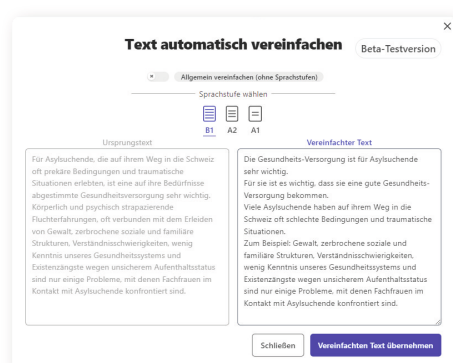 ×
Text automatisch vereinfachen
Beta-Testversion
Allgemein vereinfachen (ohne Sprachstufen)
Sprachstufe wählen
B1 A2 A1
Ursprungstext
Für Asylsuchende, die auf ihrem Weg in die Schweiz
oft prekäre Bedingungen und traumatische
Situationen erlebten, ist eine auf ihre Bedürfnisse
abgestimmte Gesundheitsversorgung sehr wichtig.
Körperlich und psychisch strapazierende
Fluchterfahrungen, oft verbunden mit dem Erleiden
von Gewalt, zerbrochene soziale und familiäre
Strukturen, Verständnisschwierigkeiten, wenig
Kenntnis unseres Gesundheitssystems und
Existenzängste wegen unsicherem Aufenthaltsstatus
sind nur einige Probleme, mit denen Fachfrauen im
Kontakt mit Asylsuchende konfrontiert sind.
Vereinfachter Text
Die Gesundheits-Versorgung ist für Asylsuchende
sehr wichtig.
Für sie ist es wichtig, dass sie eine gute Gesundheits-
Versorgung bekommen.
Viele Asylsuchende haben auf ihrem Weg in die
Schweiz oft schlechte Bedingungen und traumatische
Situationen.
Zum Beispiel: Gewalt, zerbrochene soziale und
familiäre Strukturen, Verständnisschwierigkeiten,
wenig Kenntnis unseres Gesundheitssystems und
Existenzängste wegen unsicherem Aufenthaltsstatus
sind nur einige Probleme, mit denen Fachfrauen im
Kontakt mit Asylsuchende konfrontiert sind.
Schließen
Vereinfachten Text übernehmen